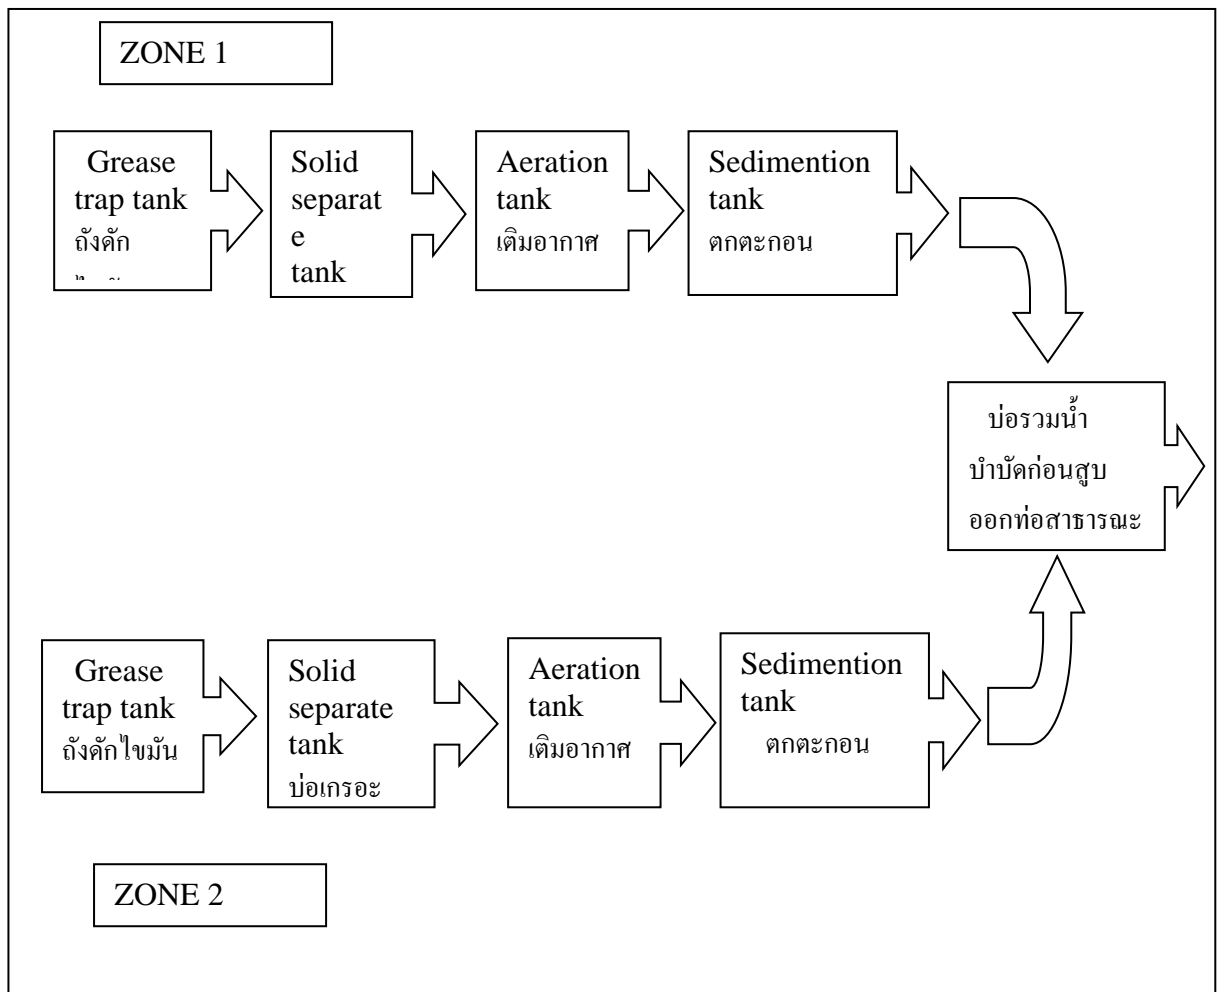 ZONE 1
Grease
trap tank
ถังดัก
Solid
separat
e
tank
Aeration
tank
เติมอากาศ
Sedimention
tank
ตกตะกอน
บ่อรวมน้ำ
บำบัดก่อนสูบ
ออกท่อสาธารณะ
Grease
trap tank
ถังดักไขมัน
Solid
separate
tank
บ่อเกรอะ
Aeration
tank
เติมอากาศ
Sedimention
tank
ตกตะกอน
ZONE 2